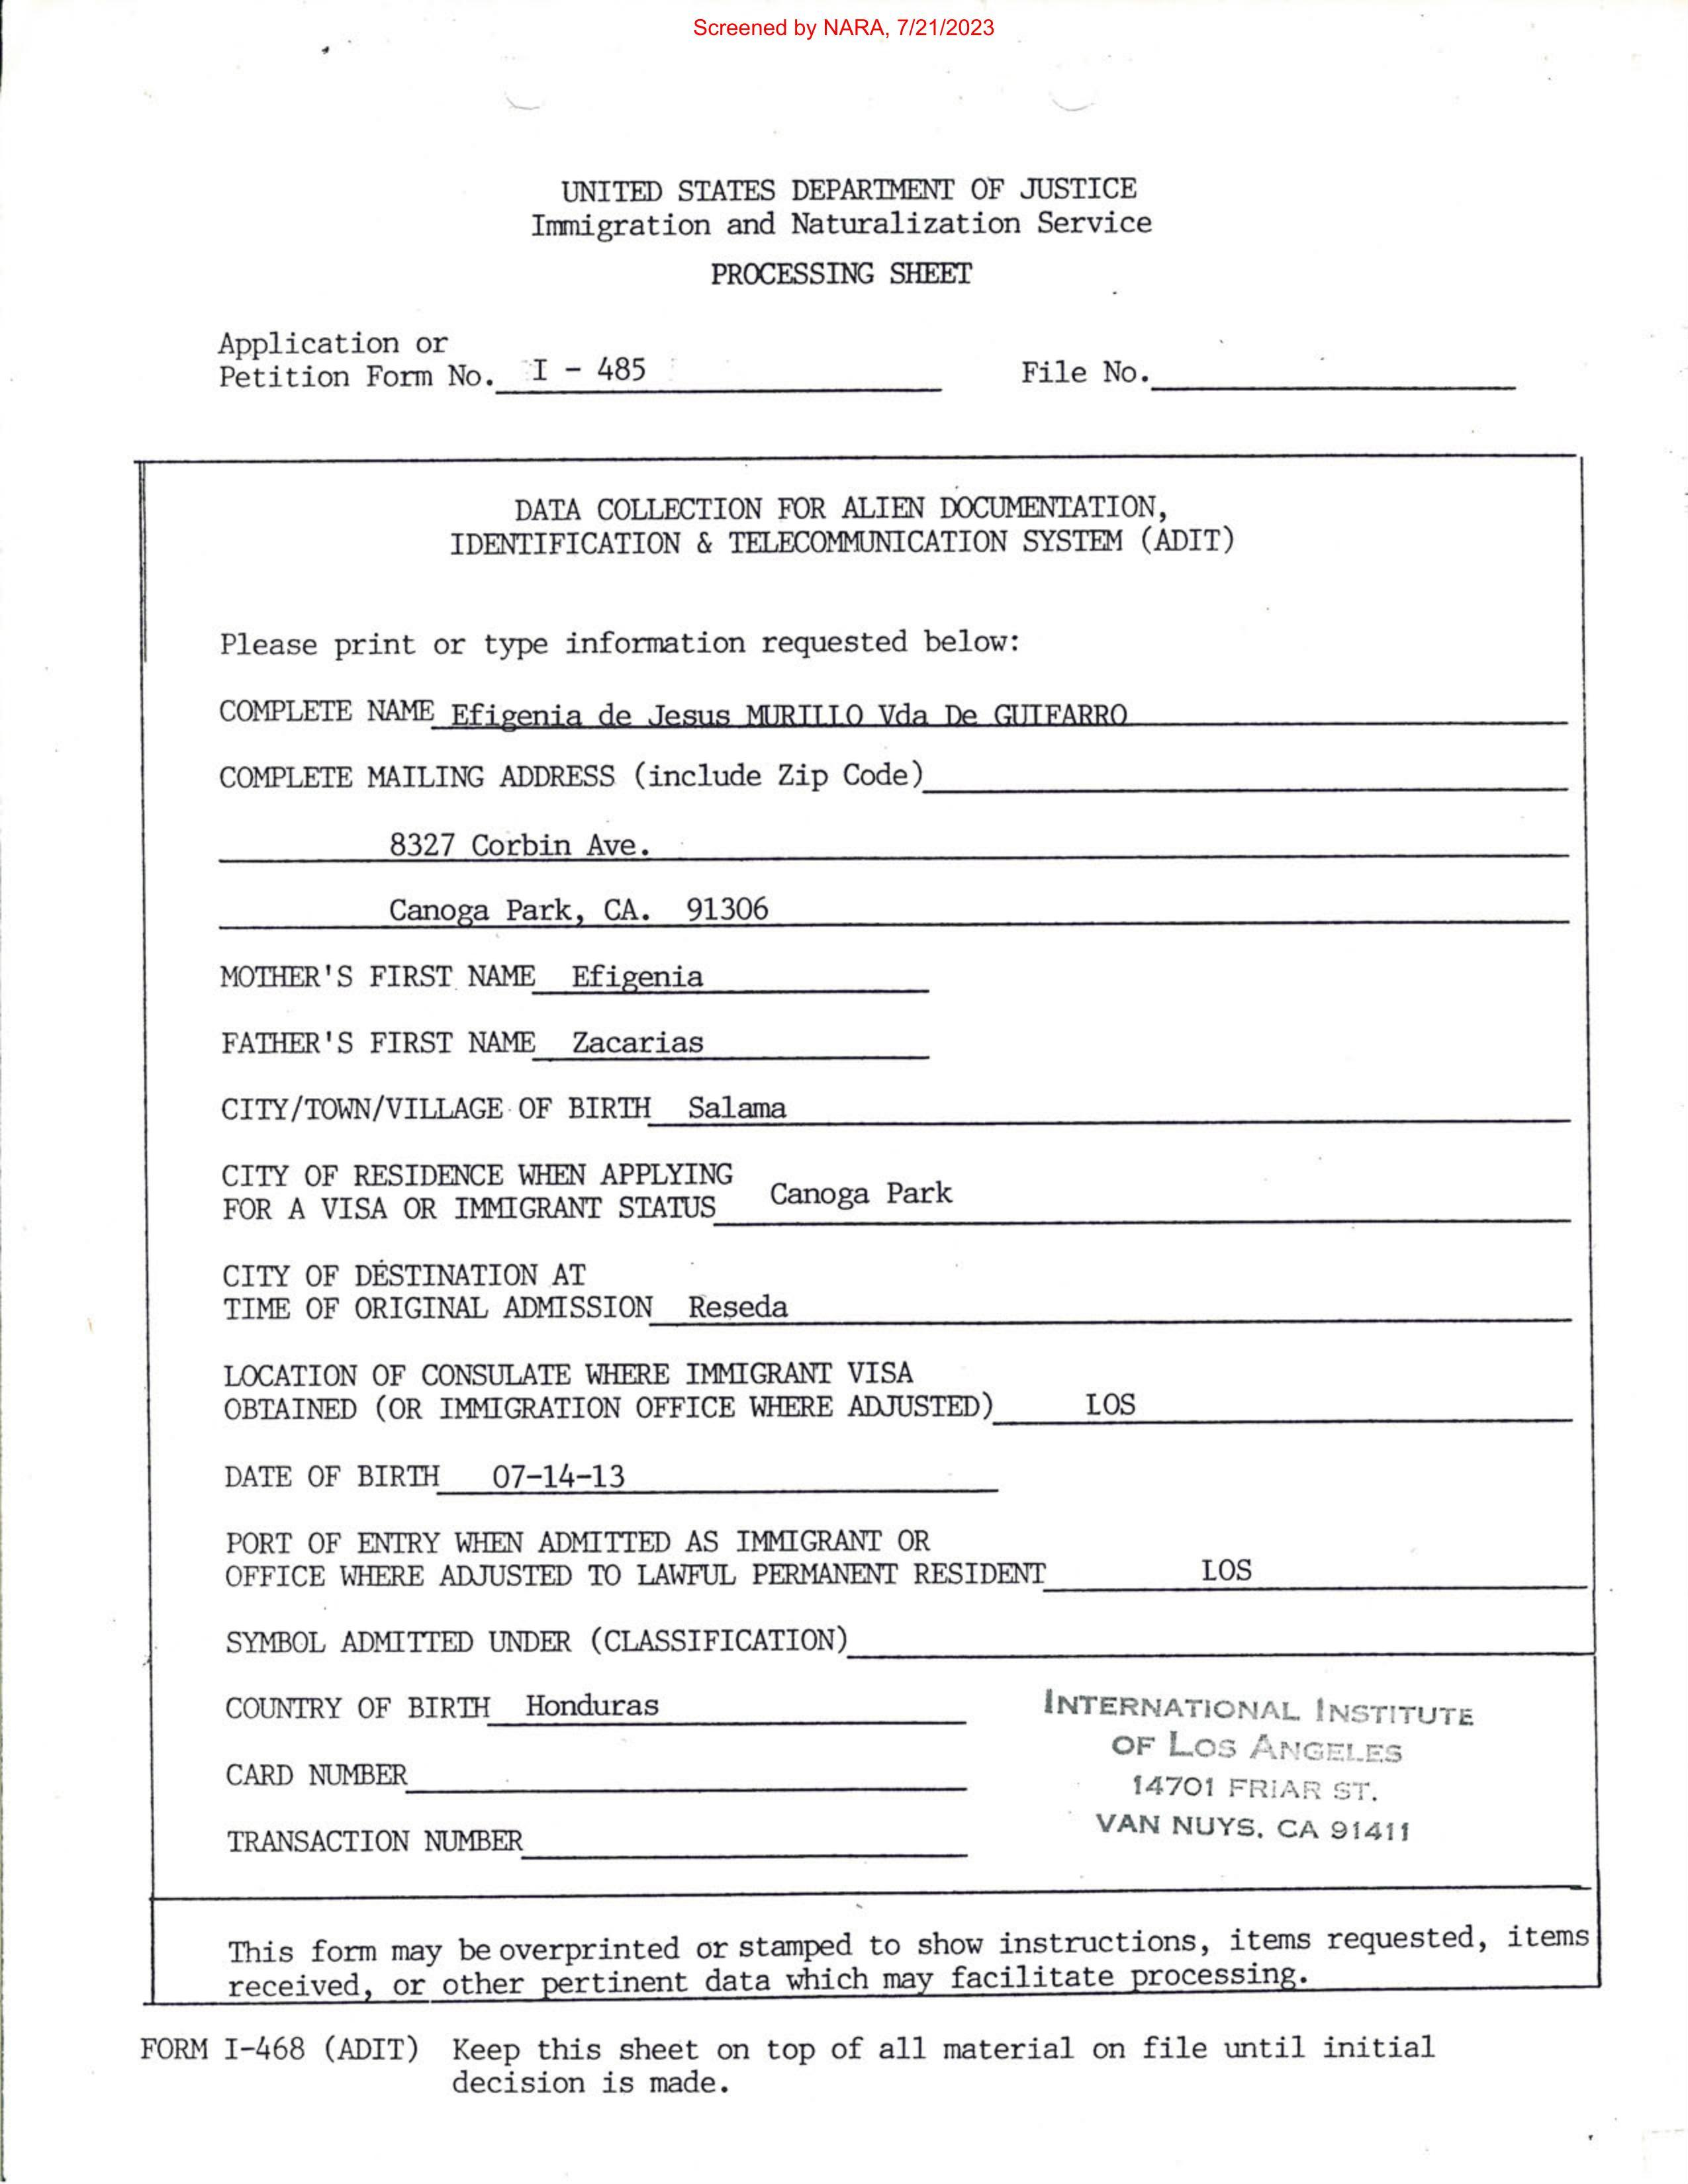 Screened by NARA, 7/21/2023
UNITED STATES DEPARTMENT OF JUSTICE
Immigration and Naturalization Service
PROCESSING SHEET
Application or
Petition Form No. I - 485 File No.
DATA COLLECTION FOR ALIEN DOCUMENTATION,
IDENTIFICATION & TELECOMMUNICATION SYSTEM (ADIT)
Please print or type information requested below:
COMPLETE NAME Efigenia de Jesus MURILLO Vda De GUIFARRO
COMPLETE MAILING ADDRESS (include Zip Code)
8327 Corbin Ave.
Canoga Park, CA. 91306
MOTHER'S FIRST NAME Efigenia
FATHER'S FIRST NAME Zacarias
CITY/TOWN/VILLAGE OF BIRTH Salama
CITY OF RESIDENCE WHEN APPLYING
FOR A VISA OR IMMIGRANT STATUS Canoga Park
CITY OF DESTINATION AT
TIME OF ORIGINAL ADMISSION Reseda
LOCATION OF CONSULATE WHERE IMMIGRANT VISA
OBTAINED (OR IMMIGRATION OFFICE WHERE ADJUSTED) LOS
DATE OF BIRTH 07-14-13
PORT OF ENTRY WHEN ADMITTED AS IMMIGRANT OR
OFFICE WHERE ADJUSTED TO LAWFUL PERMANENT RESIDENT LOS
SYMBOL ADMITTED UNDER (CLASSIFICATION)
COUNTRY OF BIRTH Honduras
CARD NUMBER
TRANSACTION NUMBER
INTERNATIONAL INSTITUTE
OF LOS ANGELES
14701 FRIAR ST.
VAN NUYS, CA 91411
This form may be overprinted or stamped to show instructions, items requested, items
received, or other pertinent data which may facilitate processing.
FORM I-468 (ADIT) Keep this sheet on top of all material on file until initial
decision is made.